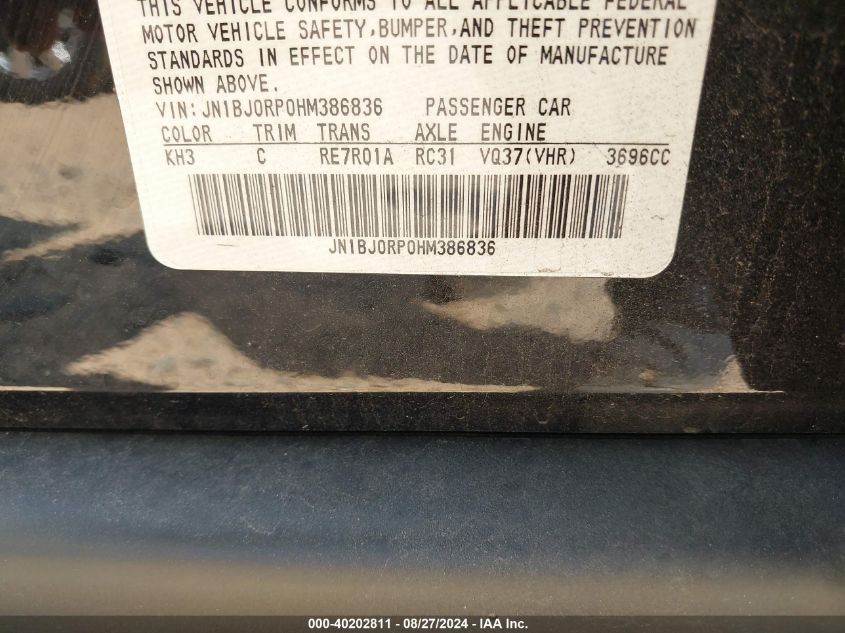 THIS VEHICLE CONFORMS TO ALL APPLICABLE FEDERAL
MOTOR VEHICLE SAFETY,BUMPER,AND THEFT PREVENTION
STANDARDS IN EFFECT ON THE DATE OF MANUFACTURE
SHOWN ABOVE.
VIN:JN1BJ0RP0HM386836 PASSENGER CAR
COLOR TRIM TRANS AXLE ENGINE
KH3 C RE7R01A RC31 VQ37(VHR) 3696CC
JN1BJ0RP0HM386836
000-40202811 - 08/27/2024 - IAA Inc.